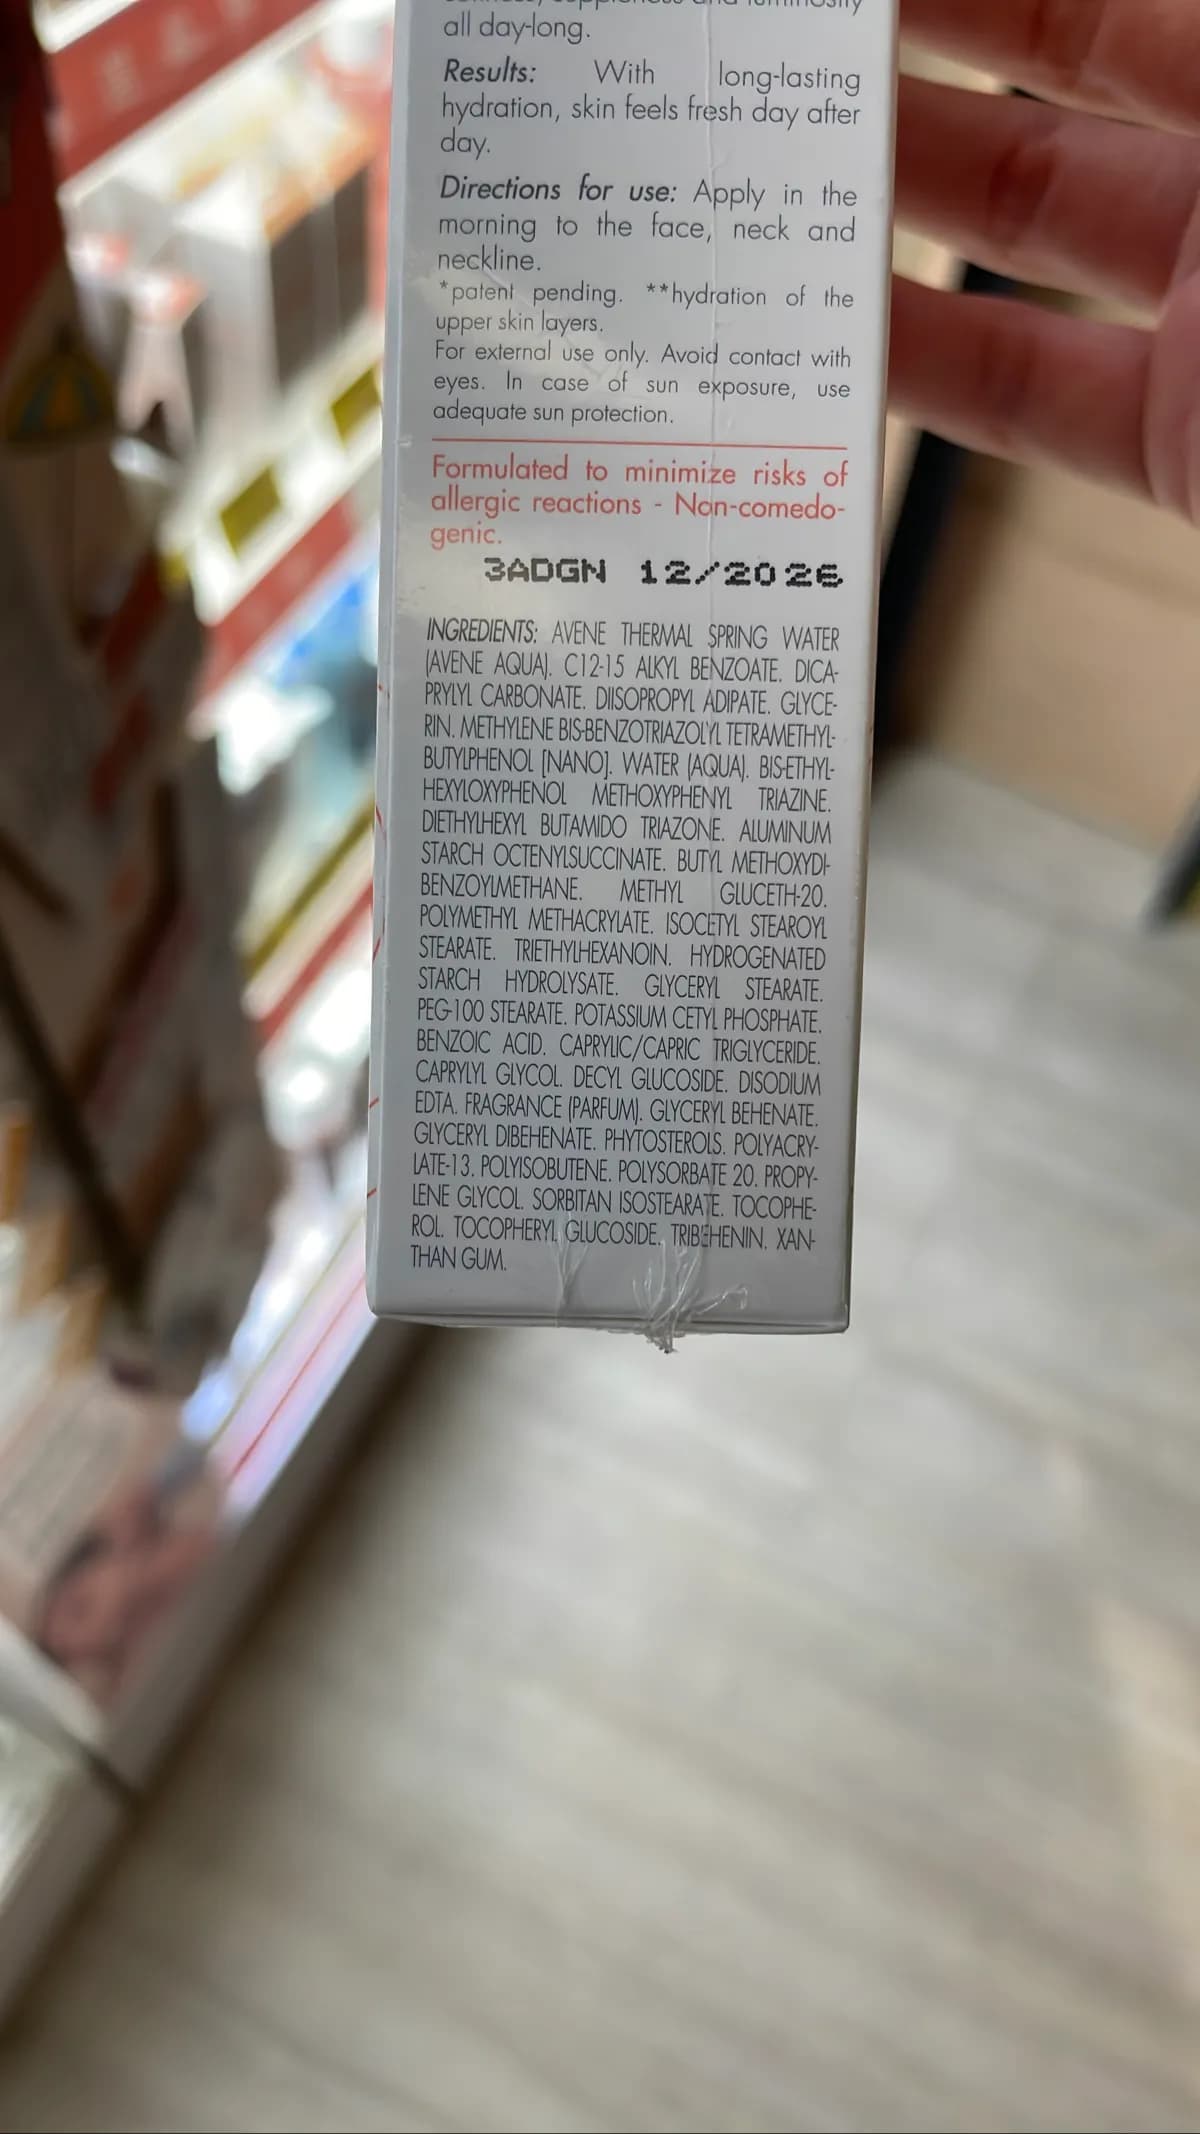 all day-long.
Results: With long-lasting
hydration, skin feels fresh day after
day.
Directions for use: Apply in the
morning to the face, neck and
neckline.
*patent pending. **hydration of the
upper skin layers.
For external use only. Avoid contact with
eyes. In case of sun exposure, use
adequate sun protection.
Formulated to minimize risks of
allergic reactions - Non-comedo-
genic.
3ADGN 12/2026
INGREDIENTS: AVENE THERMAL SPRING WATER
(AVENE AQUA). C12-15 ALKYL BENZOATE. DICA-
PRYLYL CARBONATE. DIISOPROPYL ADIPATE. GLYCE-
RIN. METHYLENE BIS-BENZOTRIAZOLYL TETRAMETHYL-
BUTYLPHENOL [NANO]. WATER (AQUA). BIS-ETHYL-
HEXYLOXYPHENOL METHOXYPHENYL TRIAZINE.
DIETHYLHEXYL BUTAMIDO TRIAZONE. ALUMINUM
STARCH OCTENYLSUCCINATE. BUTYL METHOXYDI-
BENZOYLMETHANE. METHYL GLUCETH-20.
POLYMETHYL METHACRYLATE. ISOCETYL STEAROYL
STEARATE. TRIETHYLHEXANOIN. HYDROGENATED
STARCH HYDROLYSATE. GLYCERYL STEARATE.
PEG-100 STEARATE. POTASSIUM CETYL PHOSPHATE.
BENZOIC ACID. CAPRYLIC/CAPRIC TRIGLYCERIDE.
CAPRYLYL GLYCOL. DECYL GLUCOSIDE. DISODIUM
EDTA. FRAGRANCE (PARFUM). GLYCERYL BEHENATE.
GLYCERYL DIBEHENATE. PHYTOSTEROLS. POLYACRY-
LATE-13. POLYISOBUTENE. POLYSORBATE 20. PROPY-
LENE GLYCOL. SORBITAN ISOSTEARATE. TOCOPHE-
ROL. TOCOPHERYL GLUCOSIDE. TRIBEHENIN. XAN-
THAN GUM.